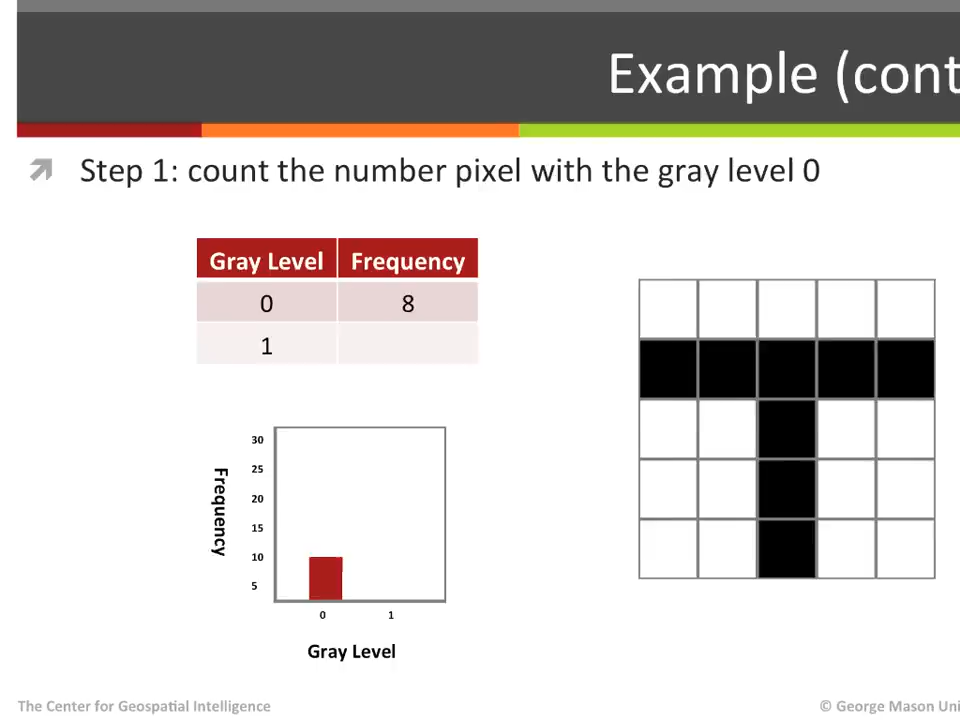 Example (cont
Step 1: count the number pixel with the gray level 0
Gray Level Frequency
0 8
1
30
25
20
15
10
5
Frequency
0 1
Gray Level
The Center for Geospatial Intelligence
© George Mason Uni